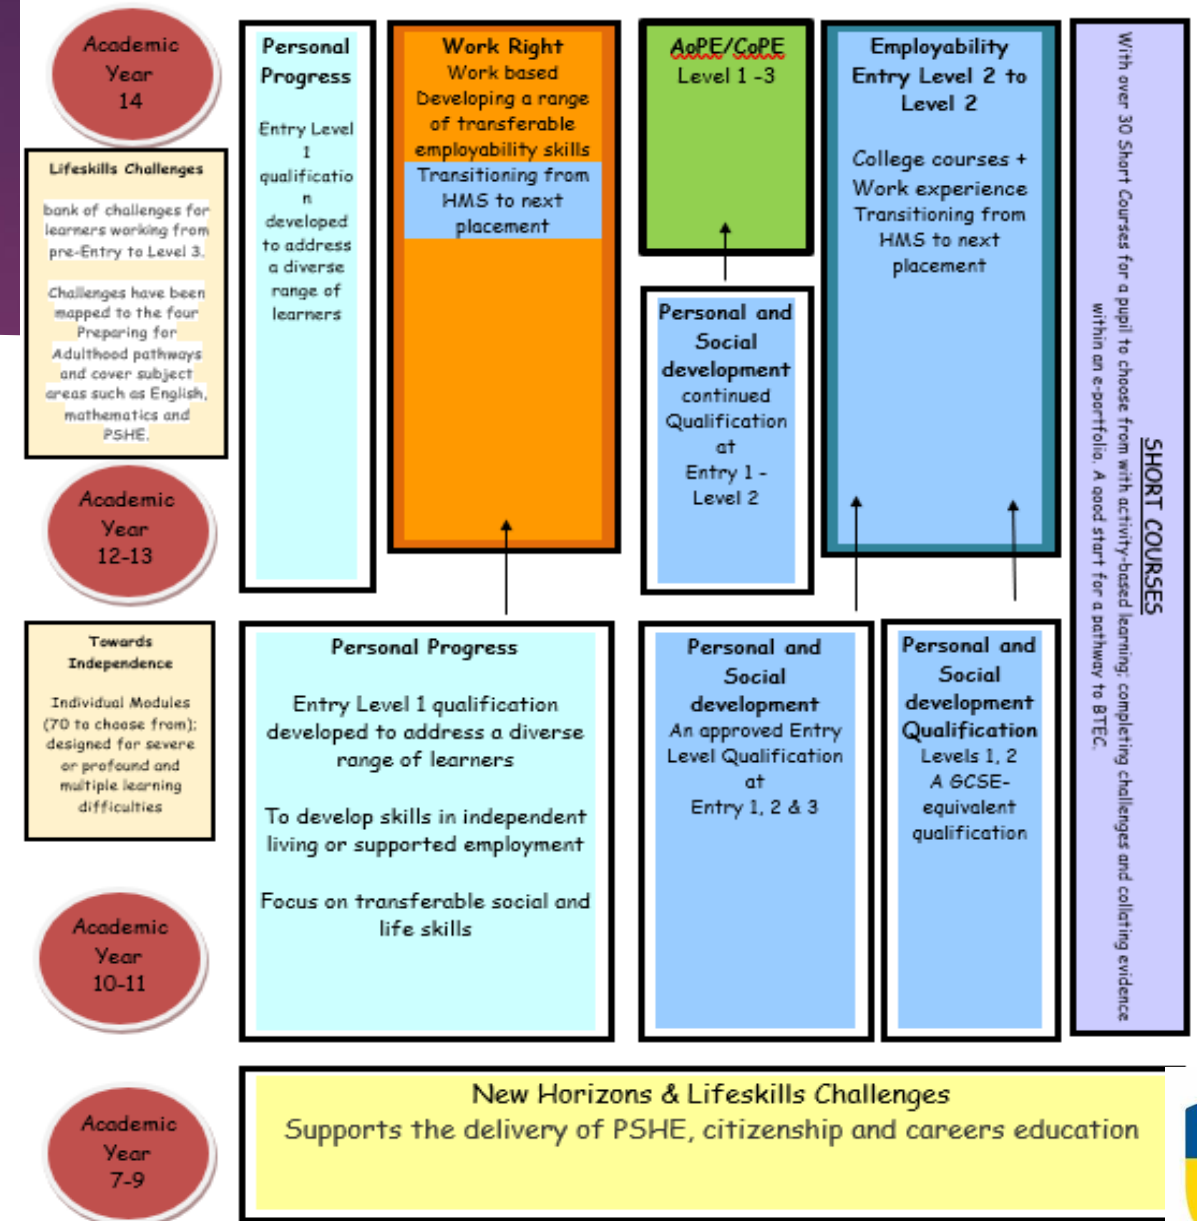 Academic
Year
14
Lifeskills Challenges
bank of challenges for
learners working from
pre-Entry to Level 3.
Challenges have been
mapped to the four
Preparing for
Adulthood pathways
and cover subject
areas such as English,
mathematics and
PSHE.
Academic
Year
12-13
Towards
Independence
Individual Modules
(70 to choose from);
designed for severe
or profound and
multiple learning
difficulties
Academic
Year
10-11
Academic
Year
7-9
Personal
Progress
Entry Level
1
qualificatio
n
developed
to address
a diverse
range of
learners
Work Right
Work based
Developing a range
of transferable
employability skills
Transitioning from
HMS to next
placement
AoPE/CoPE
Level 1 -3
Personal and
Social
development
continued
Qualification
at
Entry 1 -
Level 2
Employability
Entry Level 2 to
Level 2
College courses +
Work experience
Transitioning from
HMS to next
placement
Personal Progress
Entry Level 1 qualification
developed to address a diverse
range of learners
To develop skills in independent
living or supported employment
Focus on transferable social and
life skills
Personal and
Social
development
An approved Entry
Level Qualification
at
Entry 1, 2 & 3
Personal and
Social
development
Qualification
Levels 1, 2
A GCSE-
equivalent
qualification
SHORT COURSES
With over 30 Short Courses for a pupil to choose from with activity-based learning; completing challenges and collating evidence
within an e-portfolio. A good start for a pathway to BTEC.
New Horizons & Lifeskills Challenges
Supports the delivery of PSHE, citizenship and careers education